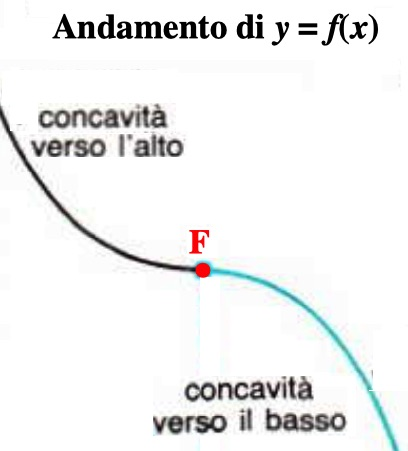 Andamento di y = f(x)
concavità
verso l'alto
F
concavità
verso il basso